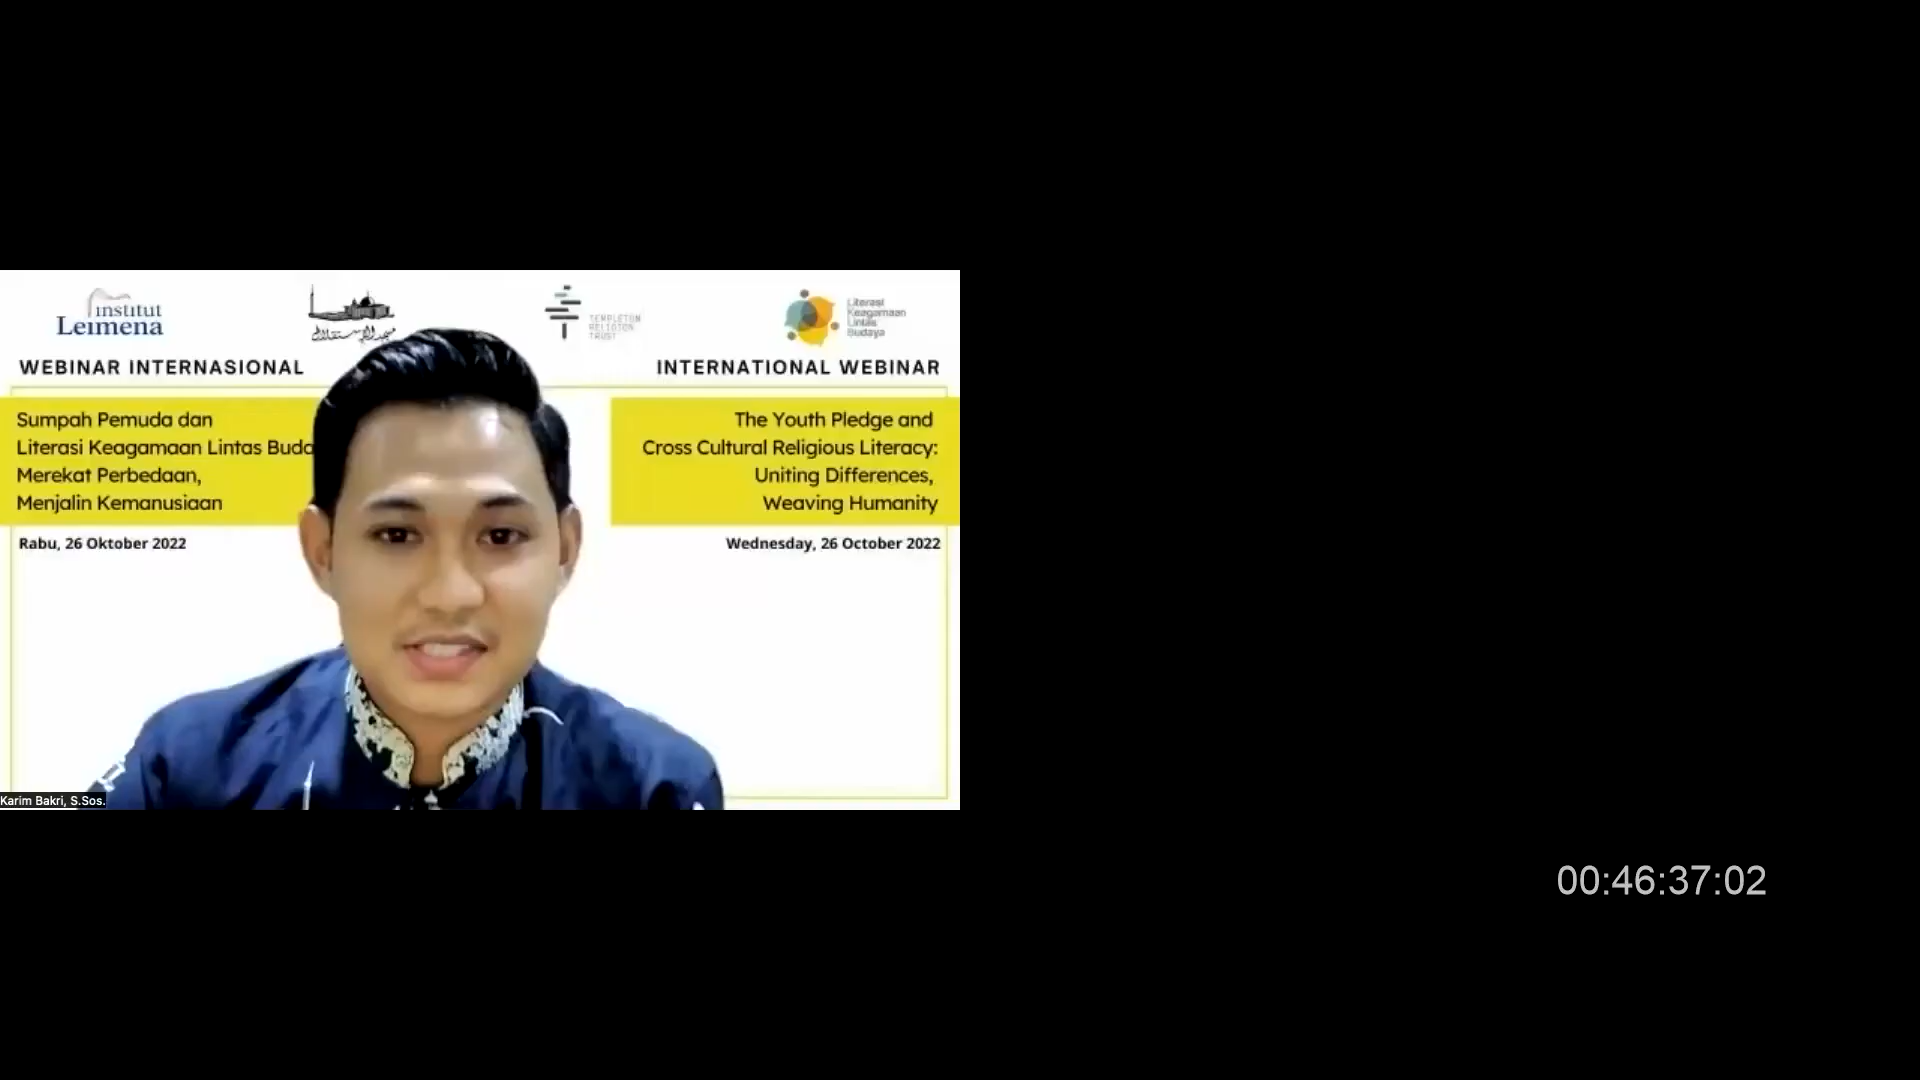 institut
Leimena
TEMPLETON
RELIGION
TRUST
Literasi
Keagamaan
Lintas
Budaya
WEBINAR INTERNASIONAL
INTERNATIONAL WEBINAR
Sumpah Pemuda dan
Literasi Keagamaan Lintas Buda
Merekat Perbedaan,
Menjalin Kemanusiaan
The Youth Pledge and
Cross Cultural Religious Literacy:
Uniting Differences,
Weaving Humanity
Rabu, 26 Oktober 2022
Wednesday, 26 October 2022
Karim Bakri, S.Sos.
00:46:37:02